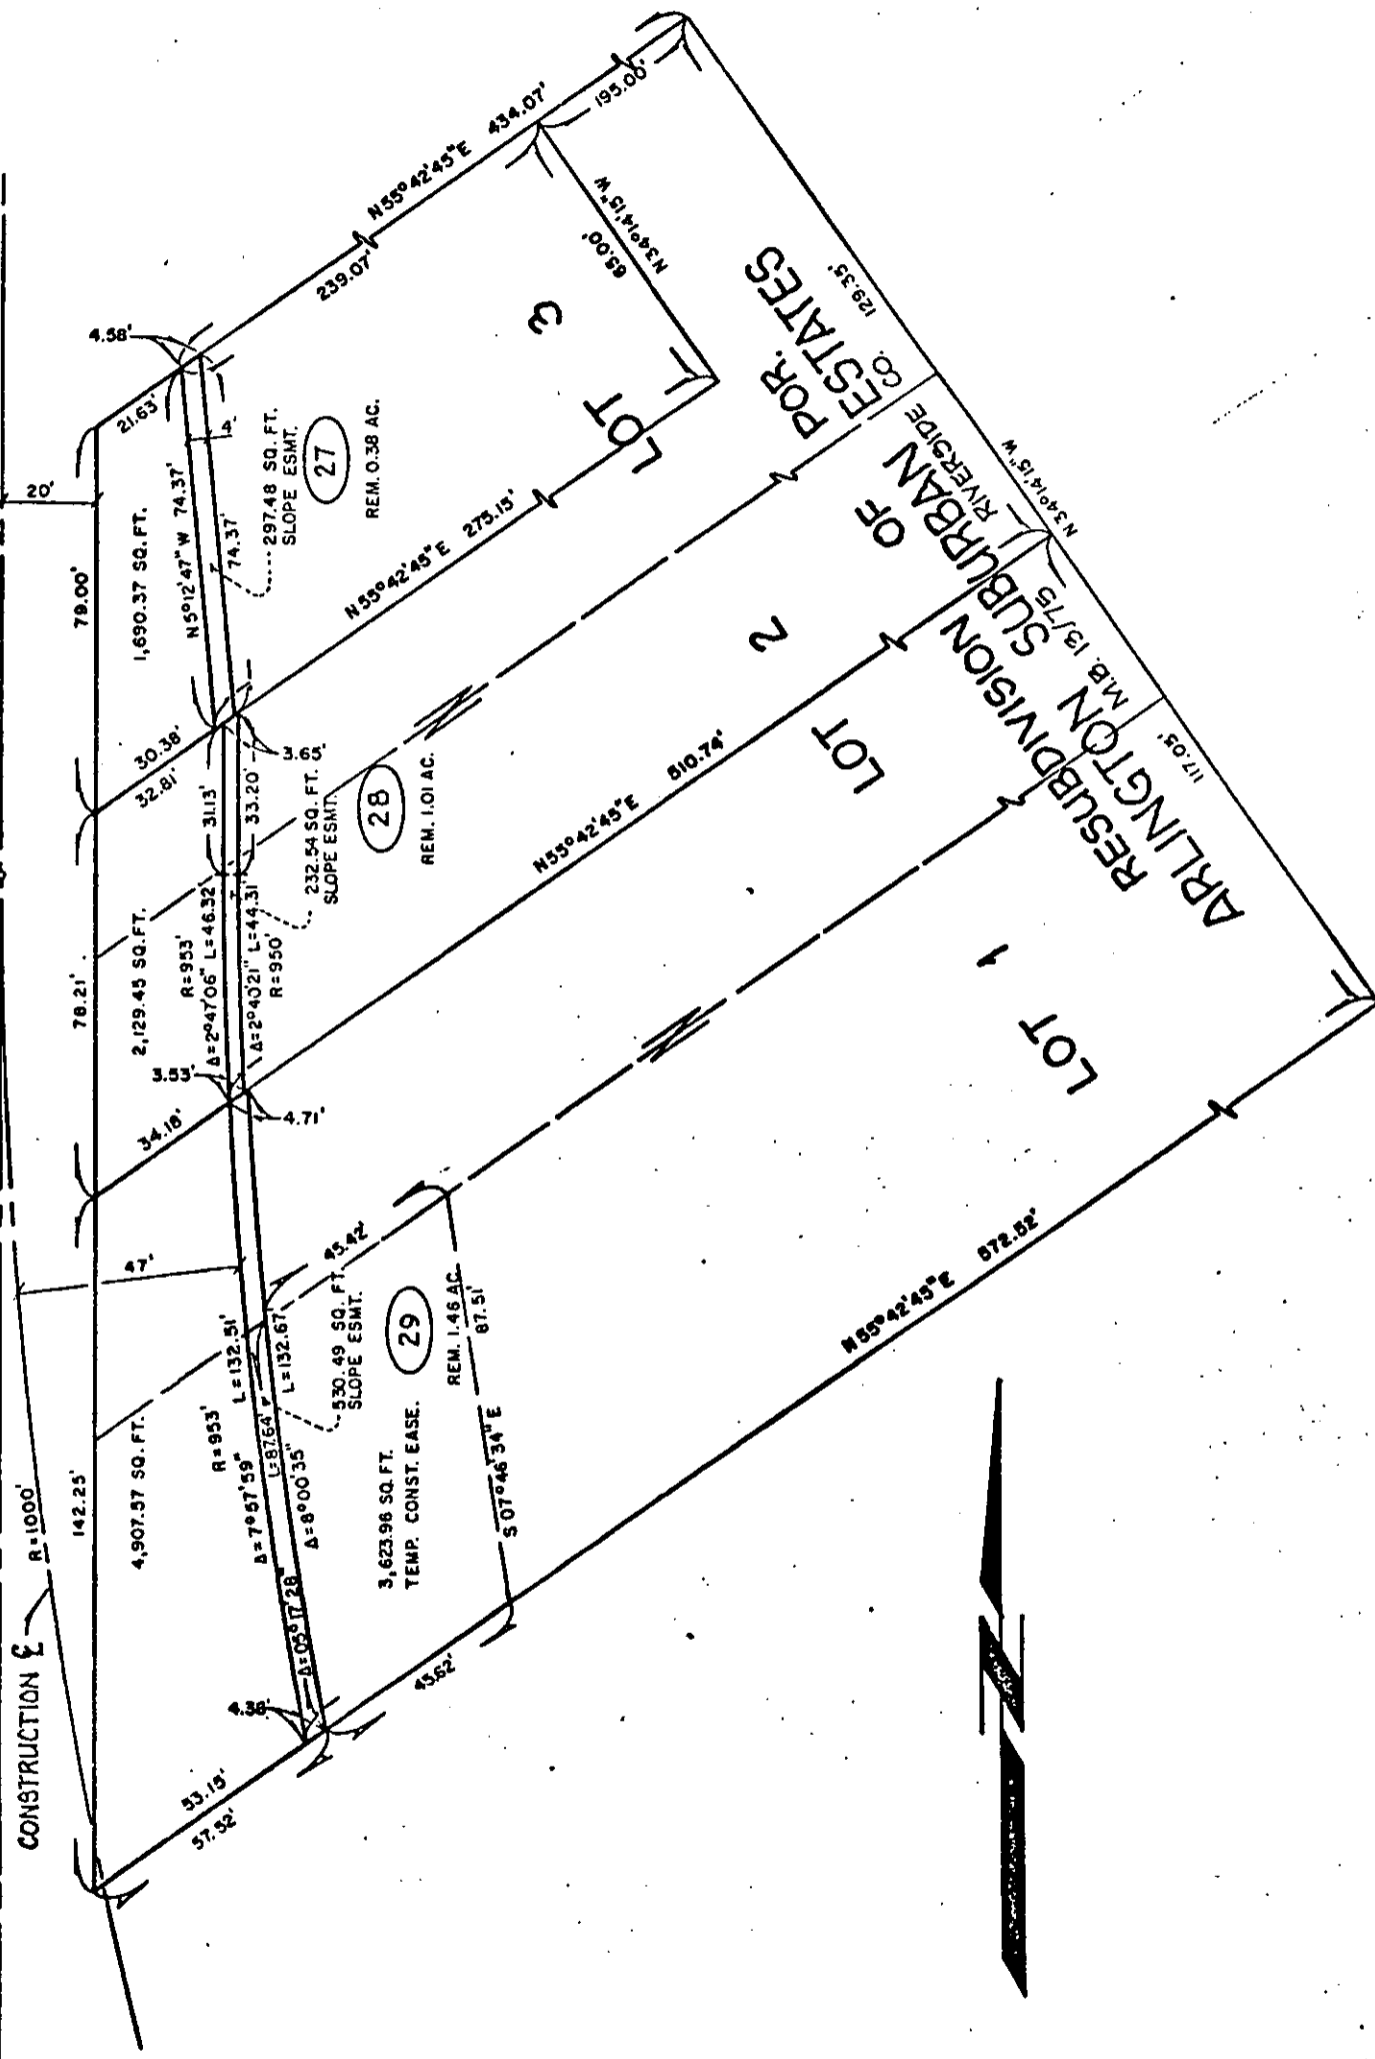 CONSTRUCTION ℄
R=1000'
20'
79.00'
78.21'
142.25'
21.63'
4.58'
1,690.37 SQ. FT.
N5°12'47"W 74.37'
4'
74.37'
297.48 SQ. FT.
SLOPE ESMT.
27
REM. 0.38 AC.
239.07'
N55°42'45"E 434.07'
195.00'
85.00'
N34°14'15"W
LOT 3
30.38'
32.81'
31.13'
33.20'
3.65'
N55°42'45"E 275.15'
2,129.45 SQ. FT.
R=953'
Δ=2°47'06" L=46.32'
Δ=2°40'21" L=44.31'
R=950'
232.54 SQ. FT.
SLOPE ESMT.
28
REM. 1.01 AC.
3.53'
4.71'
34.18'
N55°42'45"E 510.74'
LOT 2
47'
4,907.57 SQ. FT.
R=953'
Δ=7°57'59" L=132.51'
L=87.64'
L=132.67'
Δ=8°00'35"
Δ=05°17'28"
530.49 SQ. FT.
SLOPE ESMT.
45.42'
29
REM. 1.46 AC.
87.51'
S07°46'34"E
3,623.96 SQ. FT.
TEMP. CONST. EASE.
4.38'
53.15'
57.52'
45.62'
N55°42'45"E 572.52'
LOT 1
POR.
RESUBDIVISION OF
ARLINGTON SUBURBAN ESTATES
M.B. 13/75 RIVERSIDE CO.
129.35'
N34°14'15"W
117.05'